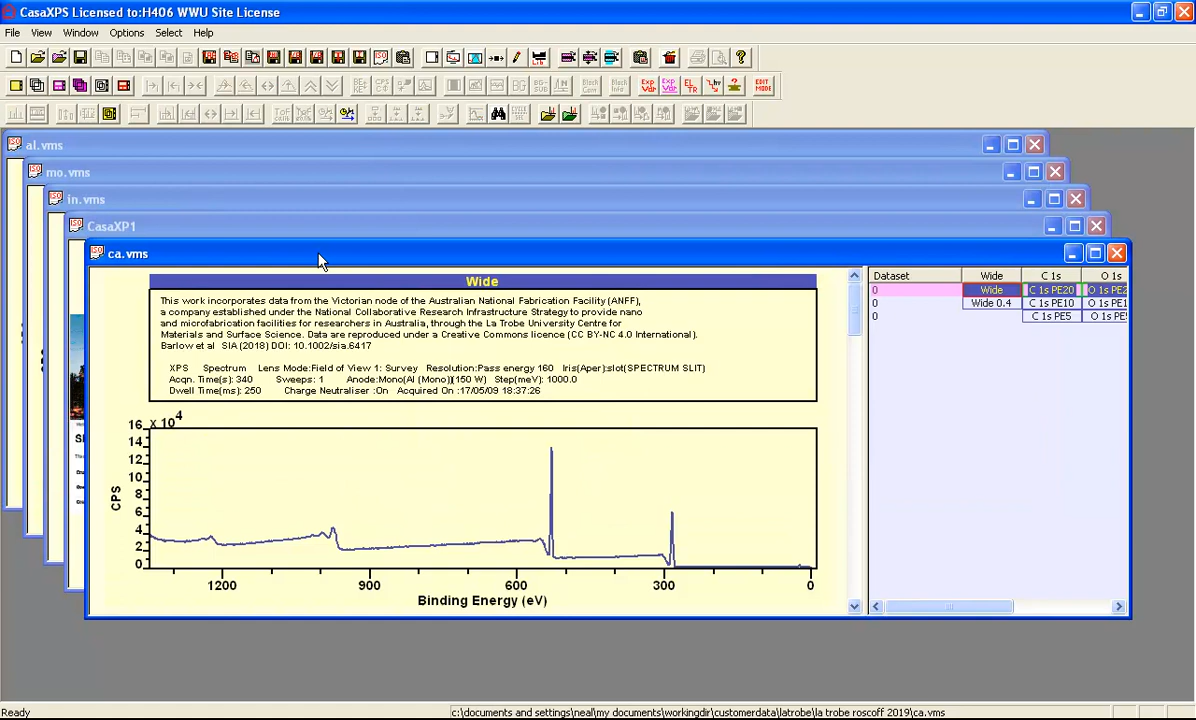 CasaXPS Licensed to:H406 WWU Site License
File View Window Options Select Help
al.vms
mo.vms
in.vms
CasaXP1
ca.vms
Wide
This work incorporates data from the Victorian node of the Australian National Fabrication Facility (ANFF),
a company established under the National Collaborative Research Infrastructure Strategy to provide nano
and microfabrication facilities for researchers in Australia, through the La Trobe University Centre for
Materials and Surface Science. Data are reproduced under a Creative Commons licence (CC BY-NC 4.0 International).
Barlow et al SIA (2018) DOI: 10.1002/sia.6417
XPS Spectrum Lens Mode:Field of View 1: Survey Resolution:Pass energy 160 Iris(Aper):slot(SPECTRUM SLIT)
Acqn. Time(s): 340 Sweeps: 1 Anode:Mono(Al (Mono))(150 W) Step(meV): 1000.0
Dwell Time(ms): 250 Charge Neutraliser :On Acquired On :17/05/09 18:37:26
x 10^4
16
14
12
10
8
6
4
2
0
CPS
1200 900 600 300 0
Binding Energy (eV)
Dataset Wide C 1s O 1s
0 Wide C 1s PE20 O 1s PE2
0 Wide 0.4 C 1s PE10 O 1s PE1
0 C 1s PE5 O 1s PE5
Ready
c:\documents and settings\neal\my documents\workingdir\customerdata\latrobe\la trobe roscoff 2019\ca.vms